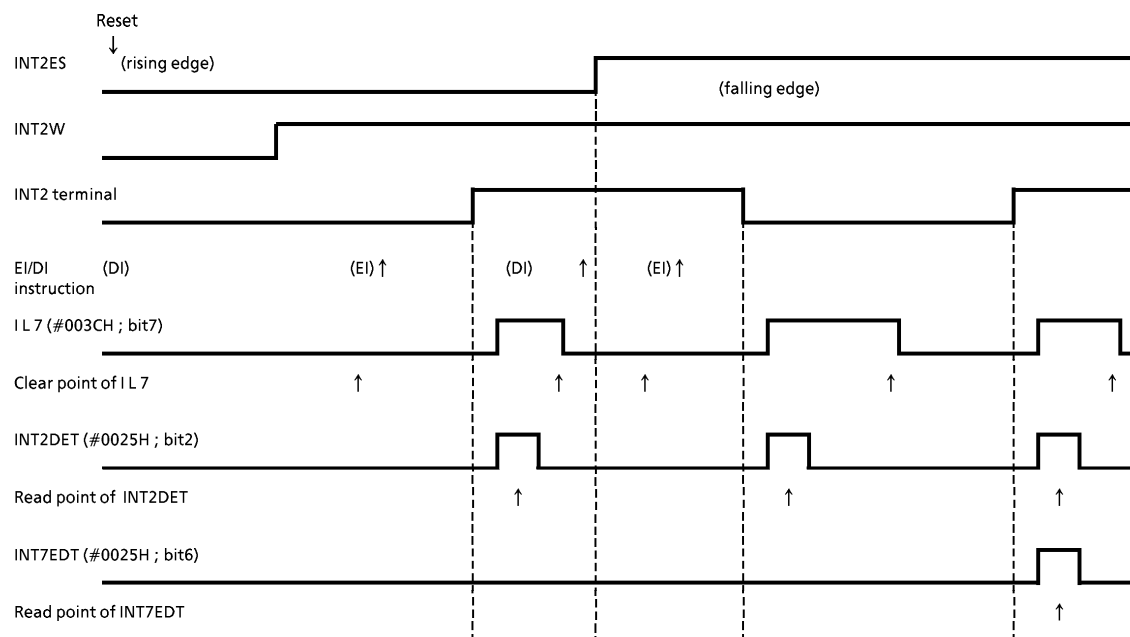 Reset
↓
INT2ES (rising edge)
(falling edge)
INT2W
INT2 terminal
EI/DI (DI) (EI)↑ (DI) ↑ (EI)↑
instruction
I L 7 (#003CH ; bit7)
Clear point of I L 7 ↑ ↑ ↑ ↑ ↑
INT2DET (#0025H ; bit2)
Read point of INT2DET ↑ ↑ ↑
INT7EDT (#0025H ; bit6)
Read point of INT7EDT ↑